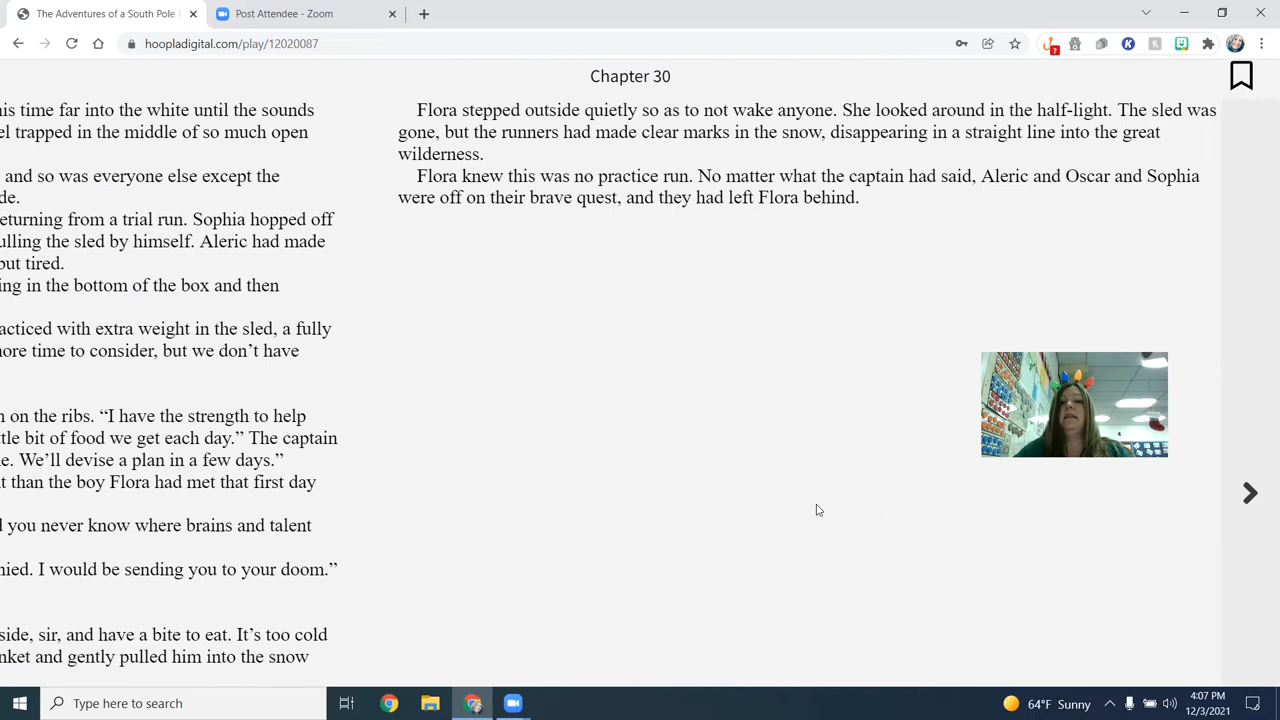 The Adventures of a South Pole
Post Attendee - Zoom
hoopladigital.com/play/12020087
Chapter 30
his time far into the white until the sounds
el trapped in the middle of so much open
and so was everyone else except the
de.
eturning from a trial run. Sophia hopped off
ulling the sled by himself. Aleric had made
but tired.
ing in the bottom of the box and then
acticed with extra weight in the sled, a fully
more time to consider, but we don’t have
n on the ribs. “I have the strength to help
ttle bit of food we get each day.” The captain
e. We’ll devise a plan in a few days.”
t than the boy Flora had met that first day
d you never know where brains and talent
nied. I would be sending you to your doom.”
side, sir, and have a bite to eat. It’s too cold
nket and gently pulled him into the snow
Flora stepped outside quietly so as to not wake anyone. She looked around in the half-light. The sled was
gone, but the runners had made clear marks in the snow, disappearing in a straight line into the great
wilderness.
Flora knew this was no practice run. No matter what the captain had said, Aleric and Oscar and Sophia
were off on their brave quest, and they had left Flora behind.
Type here to search
64°F Sunny
4:07 PM
12/3/2021